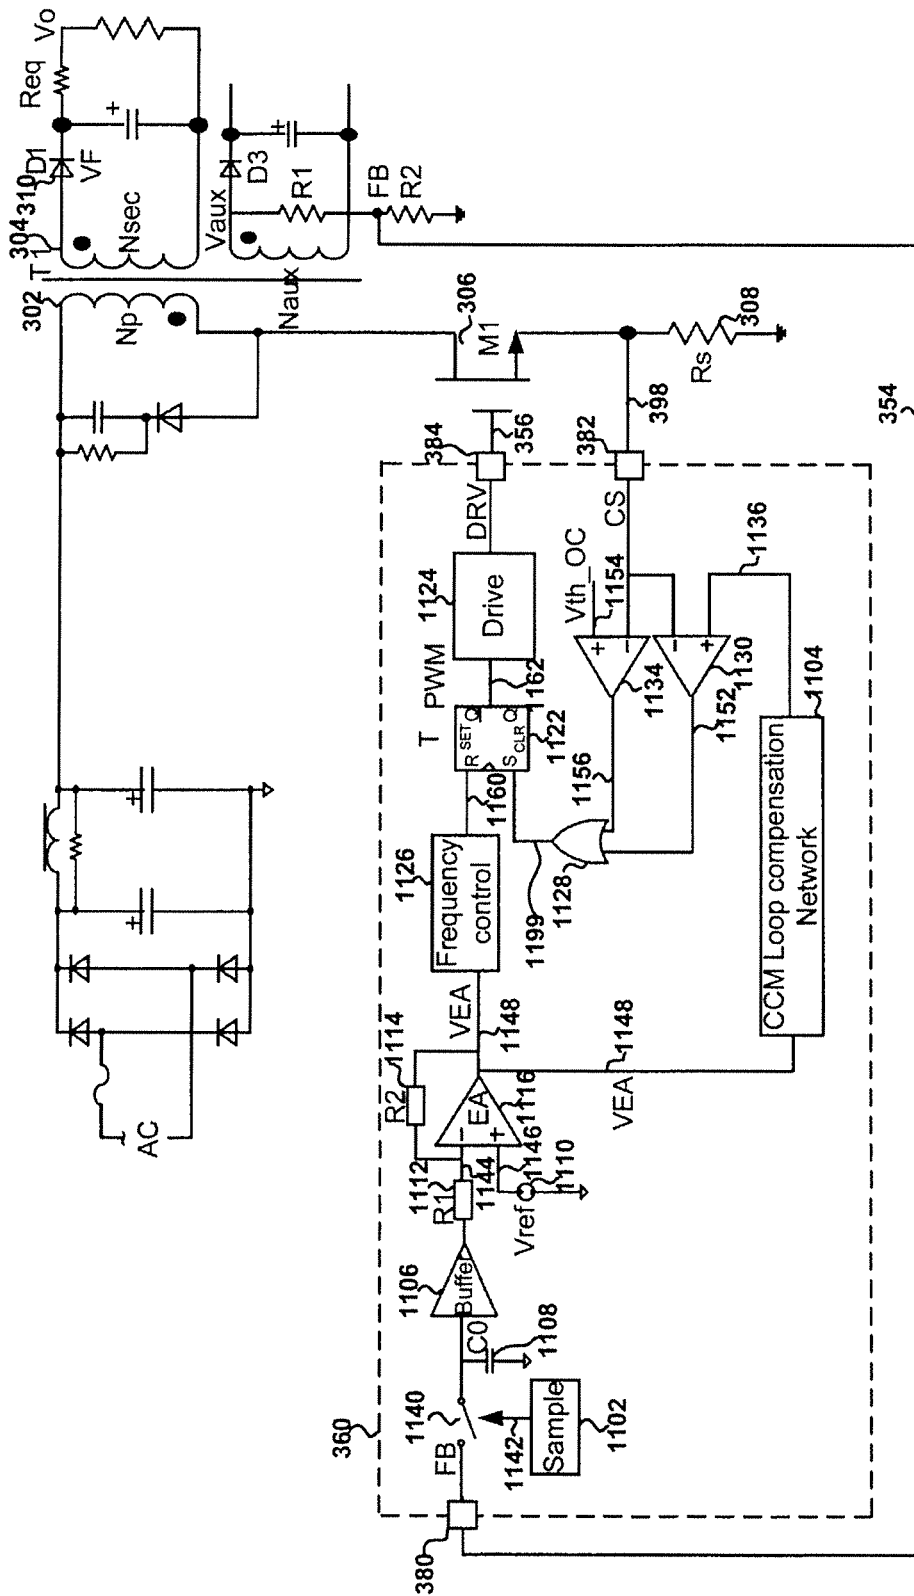 AC
302
Np
T1
304
310
D1
VF
Nsec
Req
Vo
+
+
+
Vaux
Naux
D3
±
R1
FB
R2
306
M1
308
Rs
398
354
356
384
DRV
382
CS
360
380
FB
1140
1142
Sample
1102
C0
1108
1106
Buffer
R1
1112
1144
R2
1114
EA
1116
1146
Vref
1110
VEA
1148
VEA
1148
1126
Frequency control
1160
T
R SET Q
S CLR Q
1122
PWM
1162
1124
Drive
1199
1128
1156
1134
Vth_OC
1154
1152
1130
1136
1104
CCM Loop compensation
Network